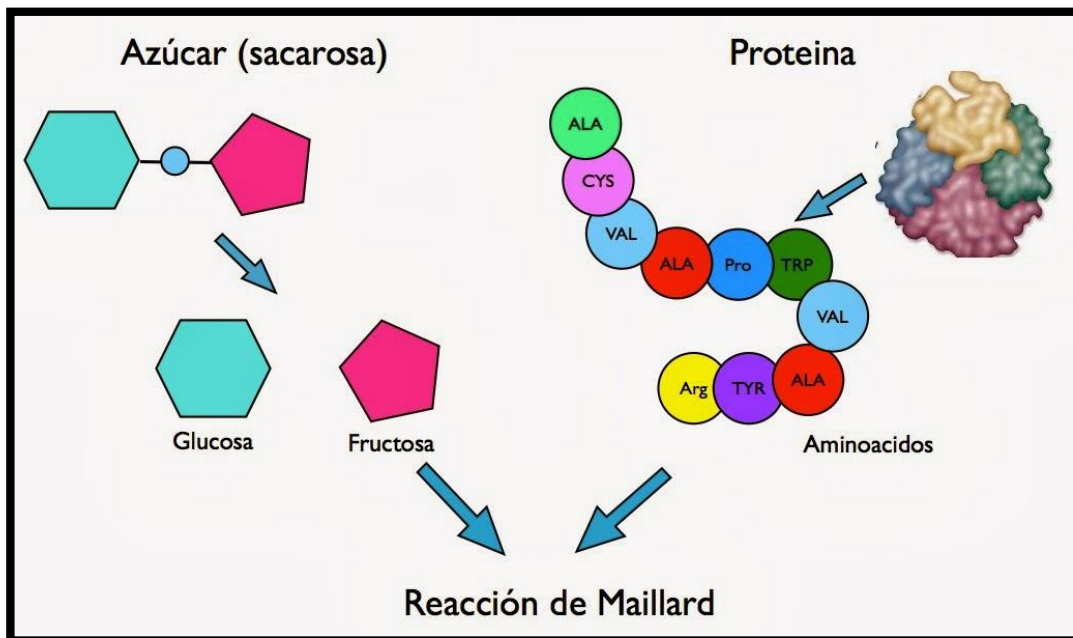 Azúcar (sacarosa)
Proteina
ALA
CYS
VAL
ALA
Pro
TRP
VAL
ALA
TYR
Arg
Glucosa
Fructosa
Aminoacidos
Reacción de Maillard